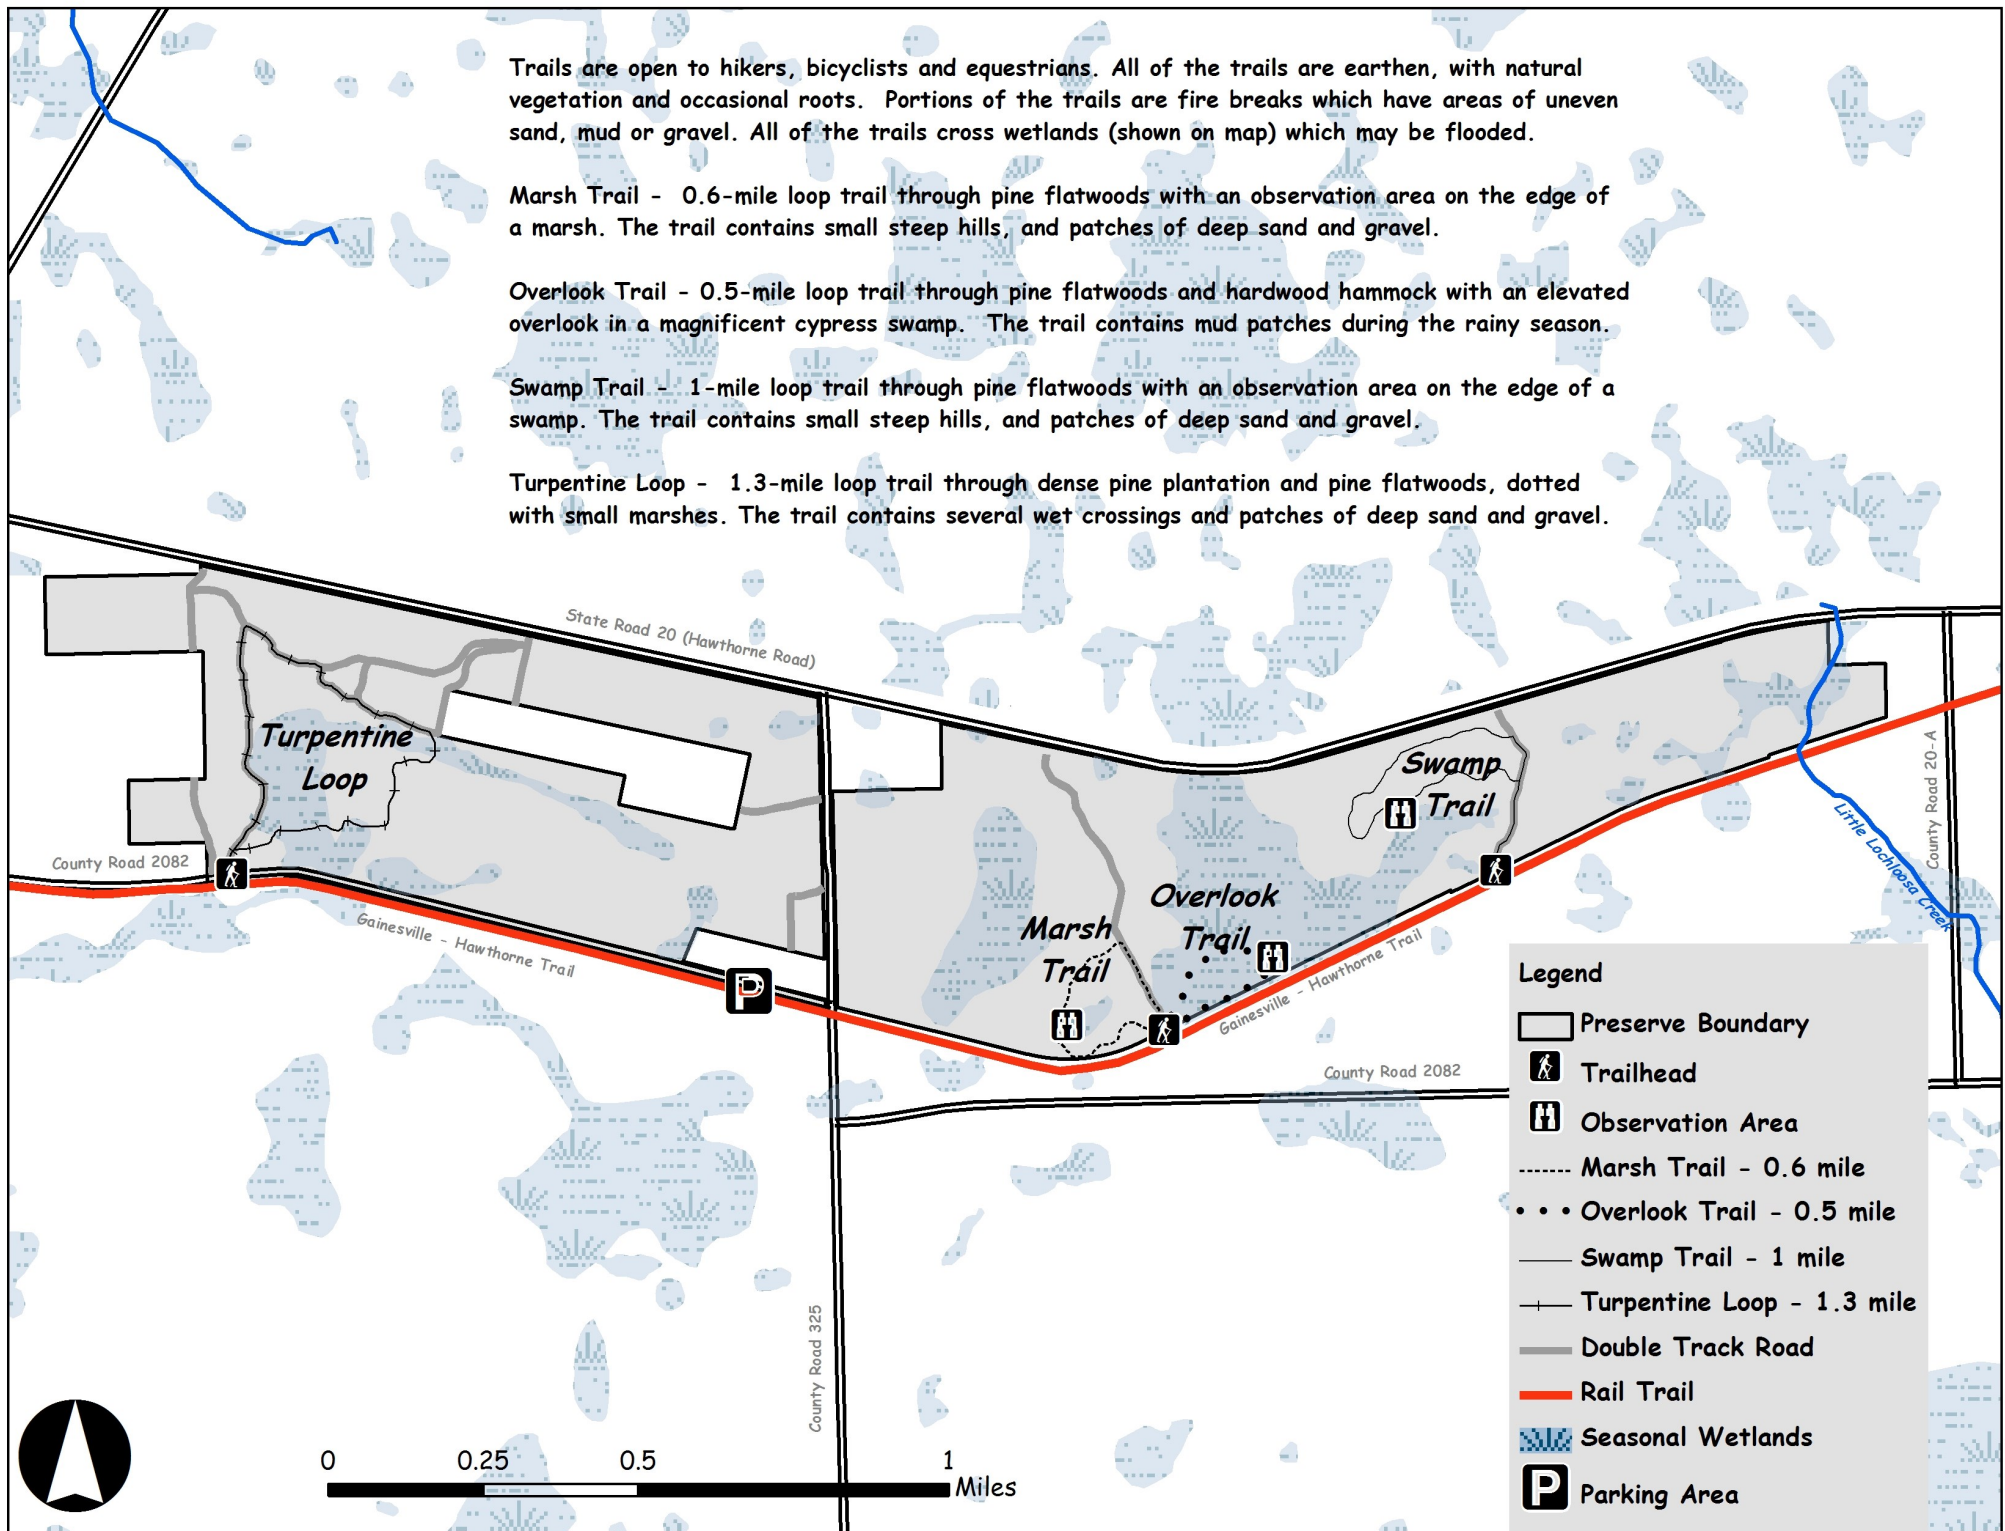 Trails are open to hikers, bicyclists and equestrians. All of the trails are earthen, with natural
vegetation and occasional roots. Portions of the trails are fire breaks which have areas of uneven
sand, mud or gravel. All of the trails cross wetlands (shown on map) which may be flooded.
Marsh Trail - 0.6-mile loop trail through pine flatwoods with an observation area on the edge of
a marsh. The trail contains small steep hills, and patches of deep sand and gravel.
Overlook Trail - 0.5-mile loop trail through pine flatwoods and hardwood hammock with an elevated
overlook in a magnificent cypress swamp. The trail contains mud patches during the rainy season.
Swamp Trail - 1-mile loop trail through pine flatwoods with an observation area on the edge of a
swamp. The trail contains small steep hills, and patches of deep sand and gravel.
Turpentine Loop - 1.3-mile loop trail through dense pine plantation and pine flatwoods, dotted
with small marshes. The trail contains several wet crossings and patches of deep sand and gravel.
State Road 20 (Hawthorne Road)
Turpentine
Loop
Swamp
Trail
County Road 20-A
Little Lochloosa Creek
County Road 2082
Overlook
Trail
Marsh
Trail
Gainesville - Hawthorne Trail
Gainesville - Hawthorne Trail
P
County Road 2082
County Road 325
Legend
Preserve Boundary
Trailhead
Observation Area
Marsh Trail - 0.6 mile
Overlook Trail - 0.5 mile
Swamp Trail - 1 mile
Turpentine Loop - 1.3 mile
Double Track Road
Rail Trail
Seasonal Wetlands
P Parking Area
0 0.25 0.5 1
Miles